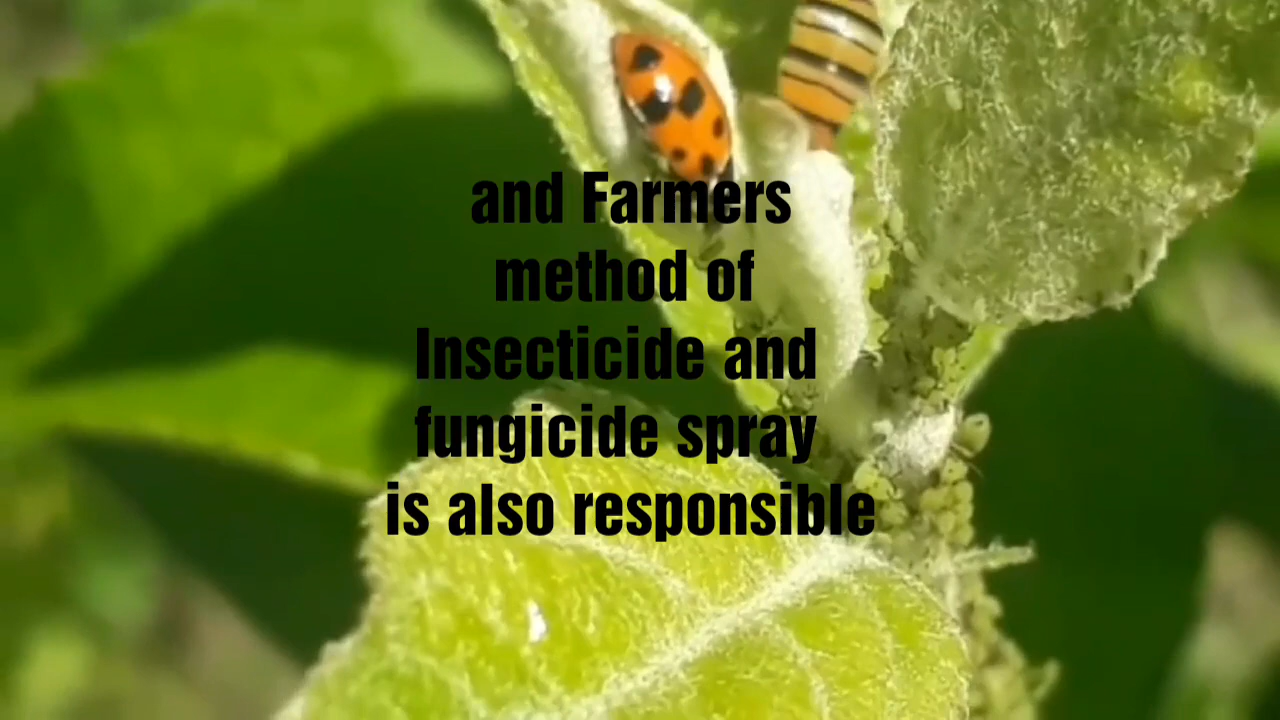 and Farmers
method of
Insecticide and
fungicide spray
is also responsible